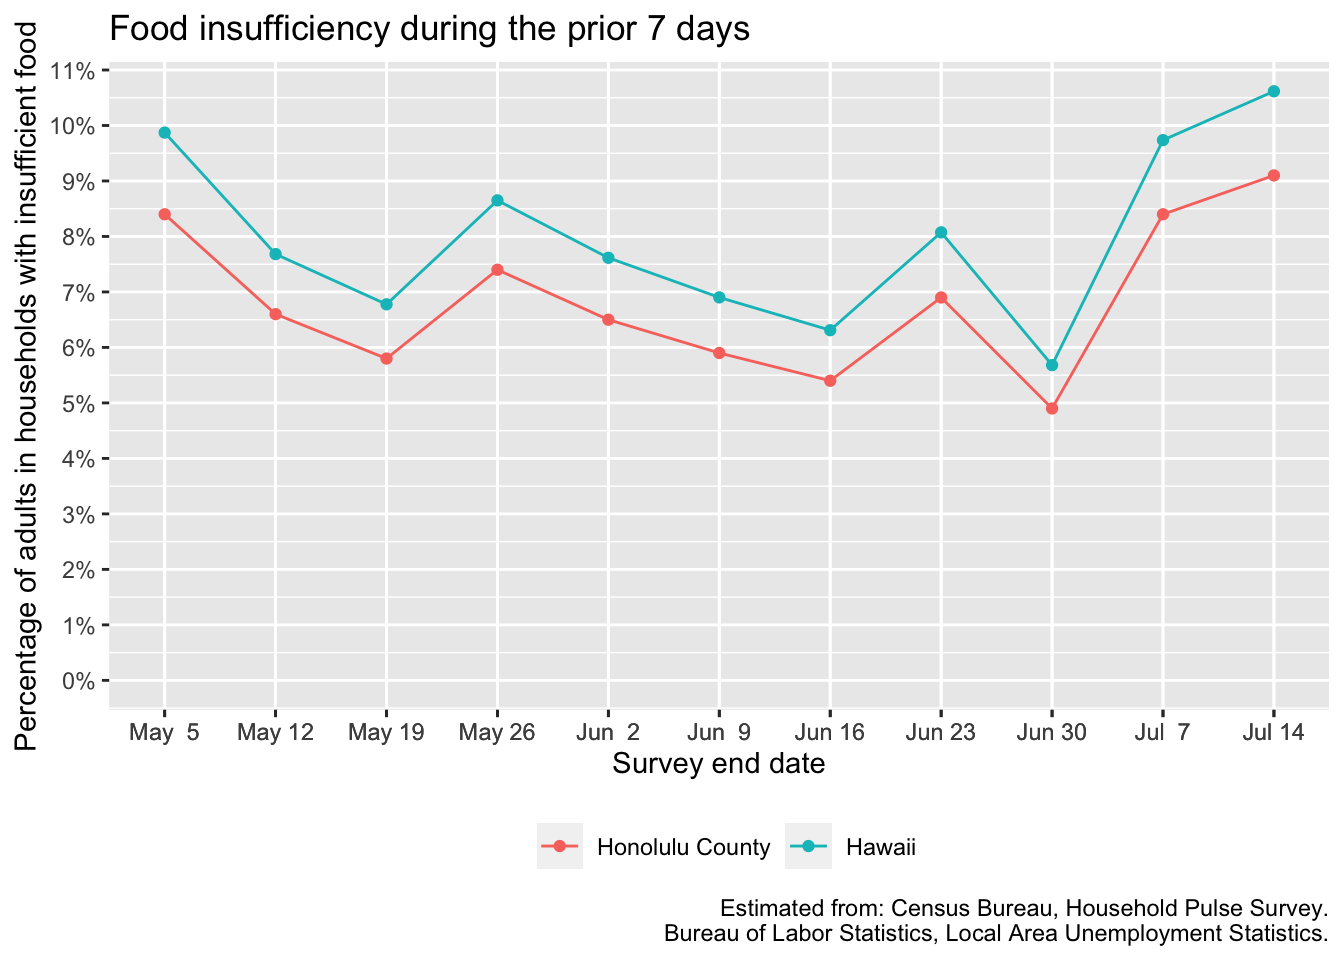 Food insufficiency during the prior 7 days
Percentage of adults in households with insufficient food
11%
10%
9%
8%
7%
6%
5%
4%
3%
2%
1%
0%
May  5 May 12 May 19 May 26 Jun  2 Jun  9 Jun 16 Jun 23 Jun 30 Jul  7 Jul 14
Survey end date
Honolulu County Hawaii
Estimated from: Census Bureau, Household Pulse Survey.
Bureau of Labor Statistics, Local Area Unemployment Statistics.